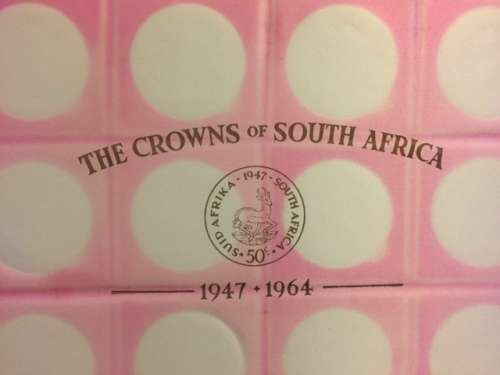 THE CROWNS OF SOUTH AFRICA
SUID AFRIKA · 1947 · SOUTH AFRICA
· 50c ·
1947 · 1964